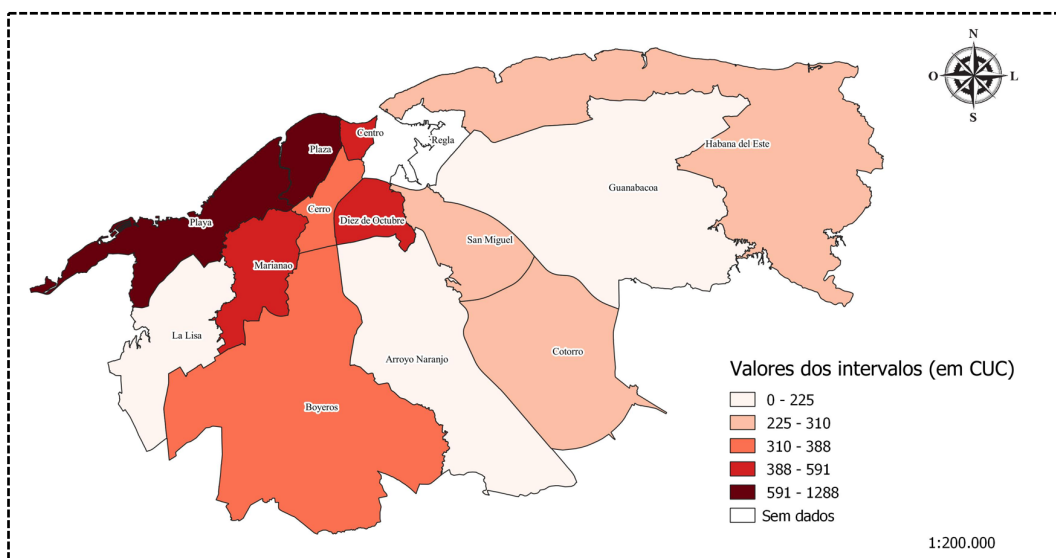 N
O
L
S
Centro
Regla
Plaza
Habana del Este
Guanabacoa
Cerro
Diez de Octubre
Playa
San Miguel
Marianao
La Lisa
Arroyo Naranjo
Cotorro
Boyeros
Valores dos intervalos (em CUC)
0 - 225
225 - 310
310 - 388
388 - 591
591 - 1288
Sem dados
1:200.000